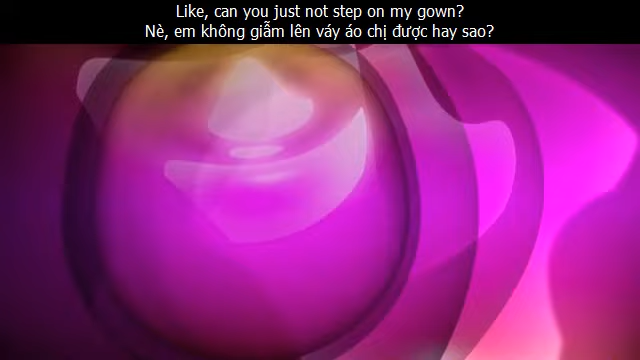 Like, can you just not step on my gown?
Nè, em không giẫm lên váy áo chị được hay sao?